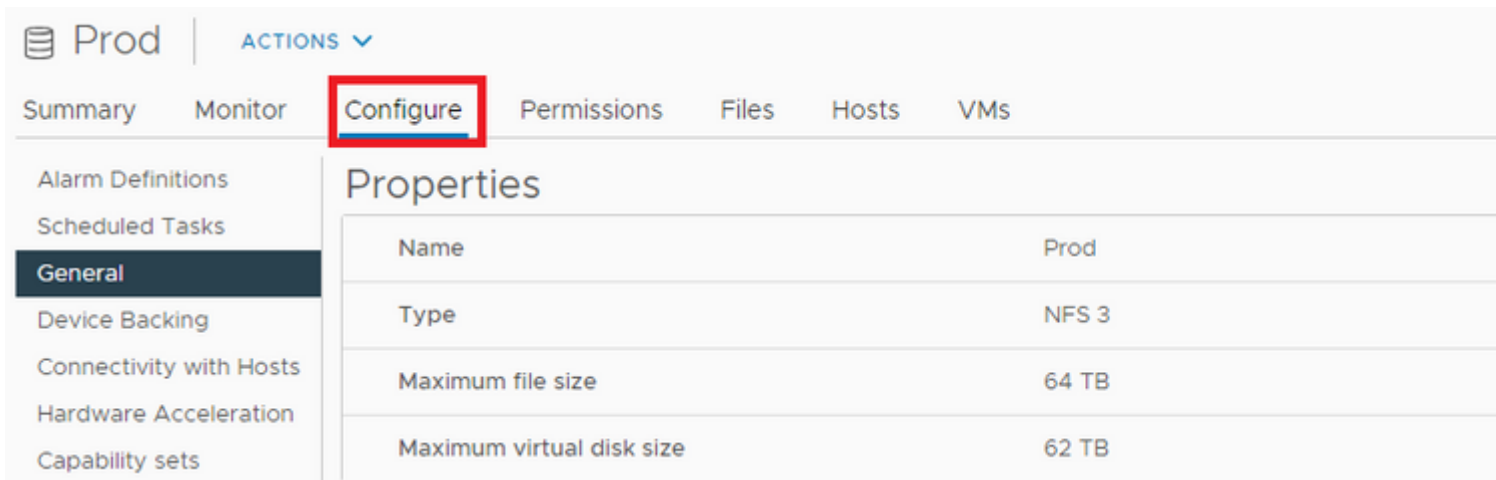 Prod ACTIONS
Summary Monitor Configure Permissions Files Hosts VMs
Alarm Definitions
Scheduled Tasks
General
Device Backing
Connectivity with Hosts
Hardware Acceleration
Capability sets
Properties
Name Prod
Type NFS 3
Maximum file size 64 TB
Maximum virtual disk size 62 TB